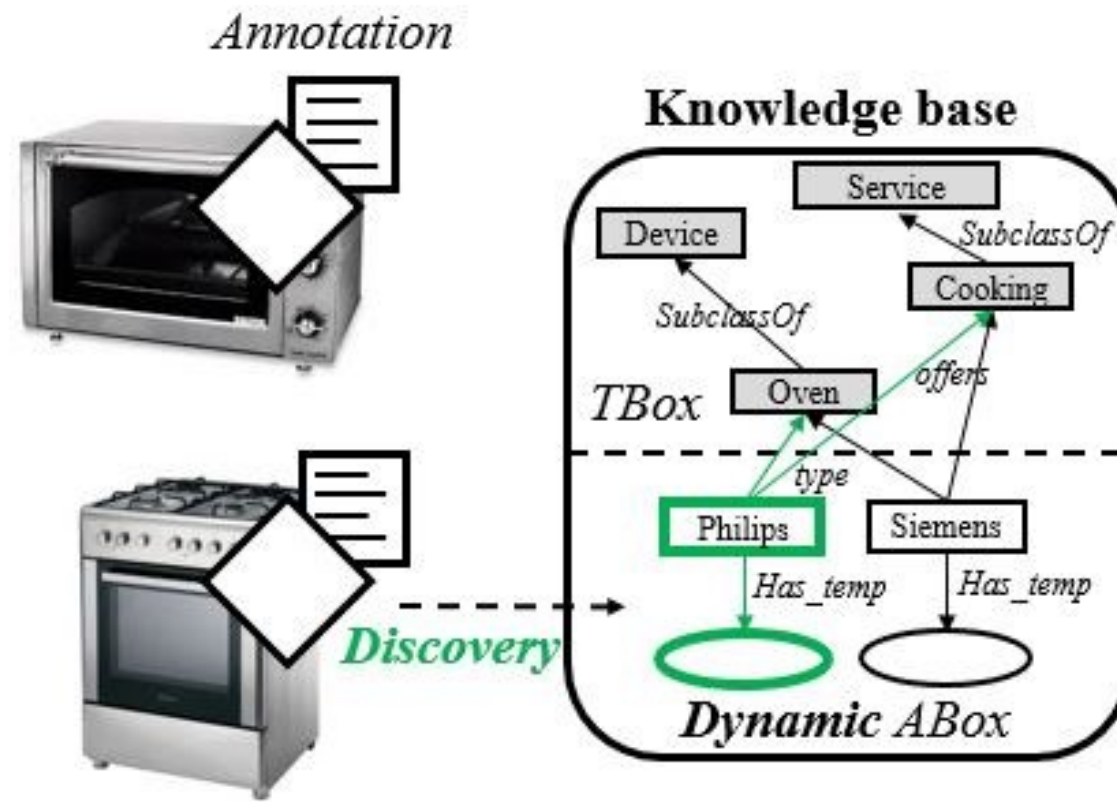 Annotation
Knowledge base
Service
Device
SubclassOf
Cooking
SubclassOf
offers
Oven
TBox
type
Philips
Siemens
Has_temp
Has_temp
Discovery
Dynamic ABox